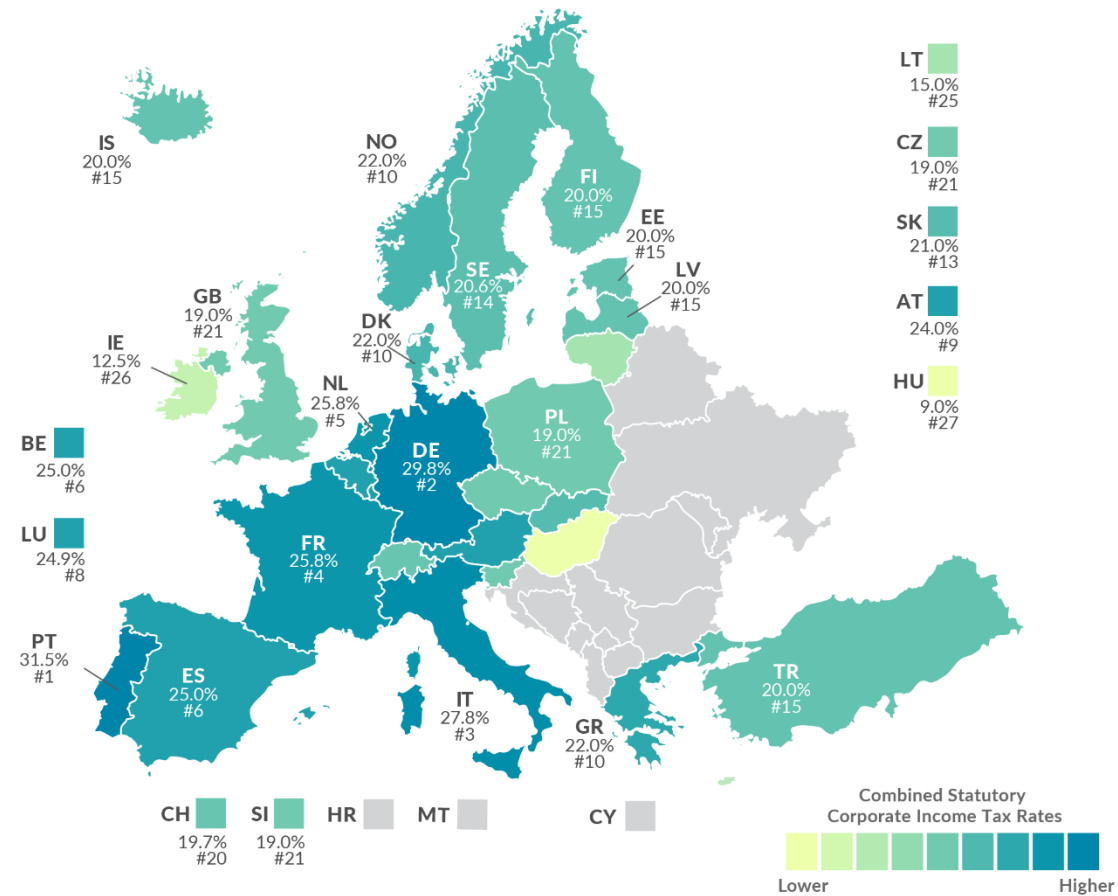 IS
20.0%
#15
NO
22.0%
#10
FI
20.0%
#15
EE
20.0%
#15
LV
20.0%
#15
SE
20.6%
#14
GB
19.0%
#21
DK
22.0%
#10
IE
12.5%
#26
NL
25.8%
#5
PL
19.0%
#21
DE
29.8%
#2
BE
25.0%
#6
LU
24.9%
#8
FR
25.8%
#4
PT
31.5%
#1
ES
25.0%
#6
IT
27.8%
#3
GR
22.0%
#10
TR
20.0%
#15
LT
15.0%
#25
CZ
19.0%
#21
SK
21.0%
#13
AT
24.0%
#9
HU
9.0%
#27
CH
19.7%
#20
SI
19.0%
#21
HR
MT
CY
Combined Statutory
Corporate Income Tax Rates
Lower Higher